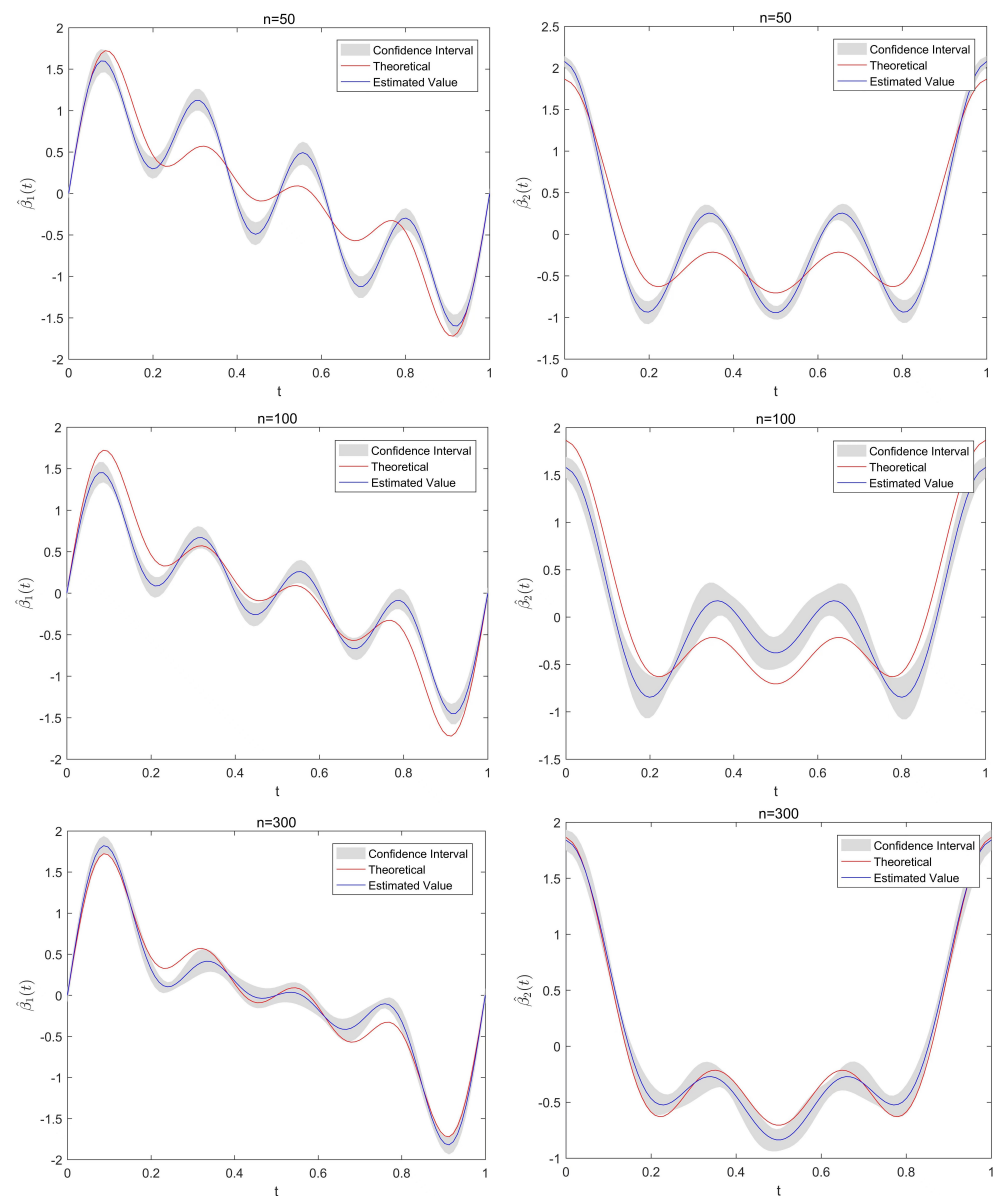 n=50
2
1.5
1
0.5
0
-0.5
-1
-1.5
-2
β̂₁(t)
0
0.2
0.4
0.6
0.8
1
t
Confidence Interval
Theoretical
Estimated Value
n=50
2.5
2
1.5
1
0.5
0
-0.5
-1
-1.5
β̂₂(t)
0
0.2
0.4
0.6
0.8
1
t
Confidence Interval
Theoretical
Estimated Value
n=100
2
1.5
1
0.5
0
-0.5
-1
-1.5
-2
β̂₁(t)
0
0.2
0.4
0.6
0.8
1
t
Confidence Interval
Theoretical
Estimated Value
n=100
2
1.5
1
0.5
0
-0.5
-1
-1.5
β̂₂(t)
0
0.2
0.4
0.6
0.8
1
t
Confidence Interval
Theoretical
Estimated Value
n=300
2
1.5
1
0.5
0
-0.5
-1
-1.5
-2
β̂₁(t)
0
0.2
0.4
0.6
0.8
1
t
Confidence Interval
Theoretical
Estimated Value
n=300
2
1.5
1
0.5
0
-0.5
-1
β̂₂(t)
0
0.2
0.4
0.6
0.8
1
t
Confidence Interval
Theoretical
Estimated Value